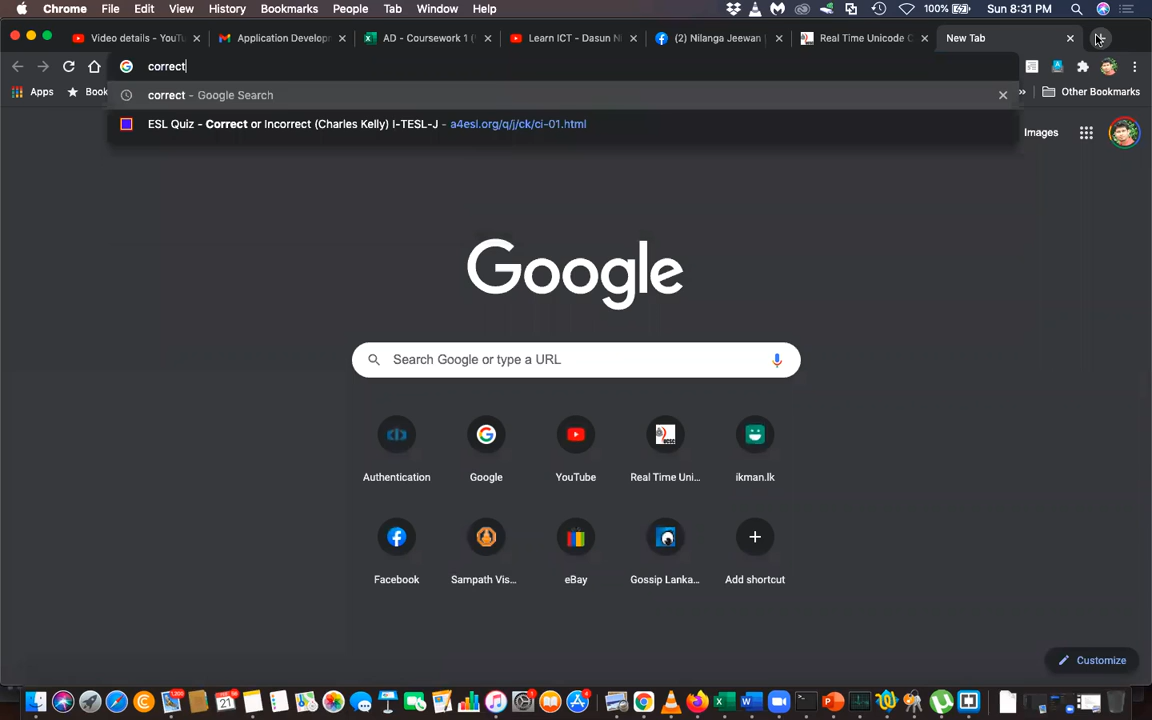 Chrome File Edit View History Bookmarks People Tab Window Help 100% Sun 8:31 PM
Video details - YouTu Application Develop AD - Coursework 1 ( Learn ICT - Dasun Ni (2) Nilanga Jeewan Real Time Unicode C New Tab
correct
Apps Book Other Bookmarks
correct - Google Search
ESL Quiz - Correct or Incorrect (Charles Kelly) I-TESL-J - a4esl.org/q/j/ck/ci-01.html
Images
Google
Search Google or type a URL
Authentication Google YouTube Real Time Uni... ikman.lk
Facebook Sampath Vis... eBay Gossip Lanka... Add shortcut
Customize